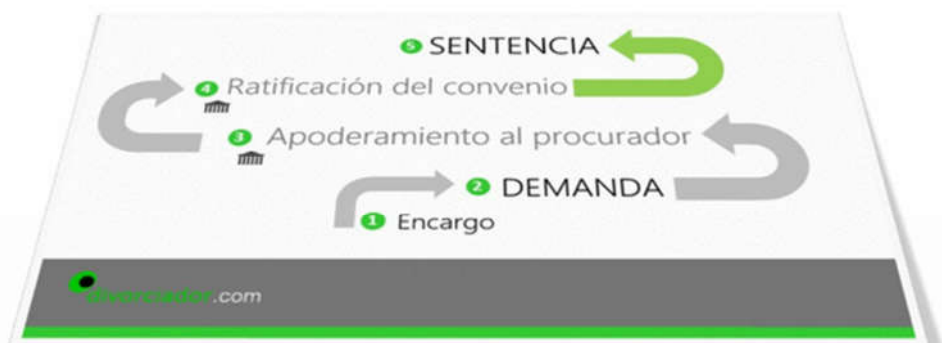 5 SENTENCIA
4 Ratificación del convenio
3 Apoderamiento al procurador
2 DEMANDA
1 Encargo
divorciador.com